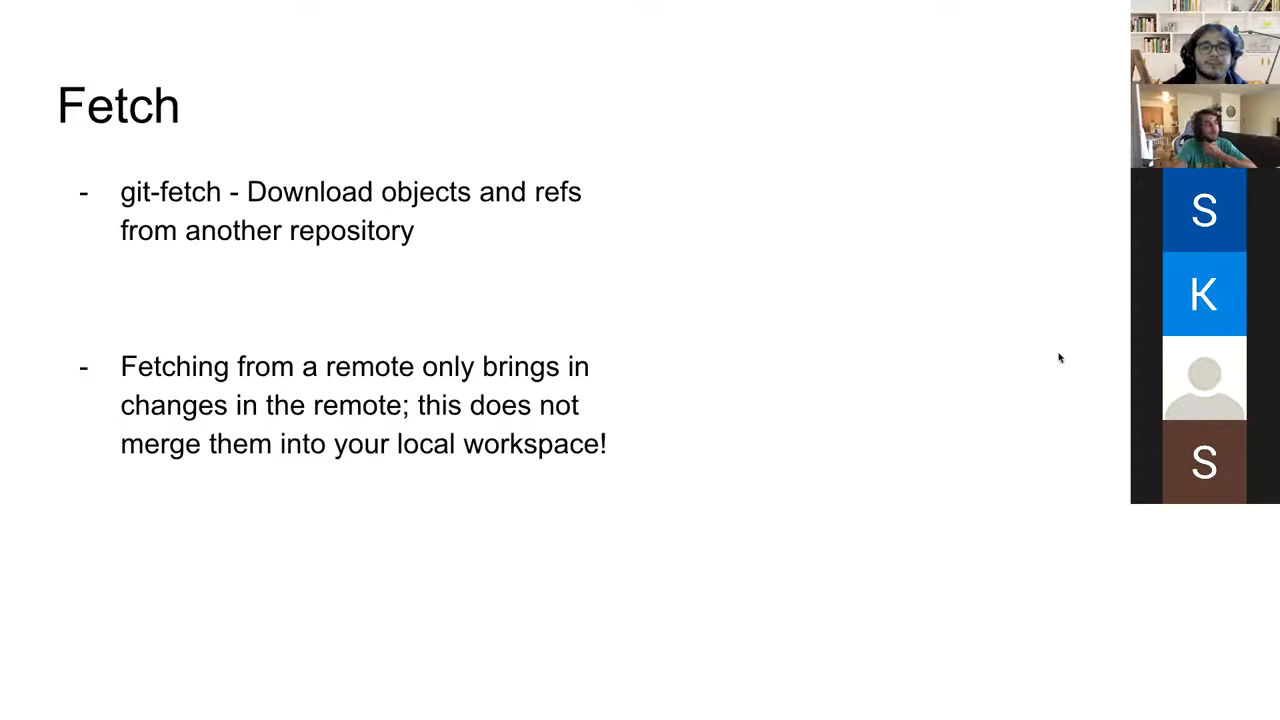 Fetch
- git-fetch - Download objects and refs
from another repository
- Fetching from a remote only brings in
changes in the remote; this does not
merge them into your local workspace!
S
K
S